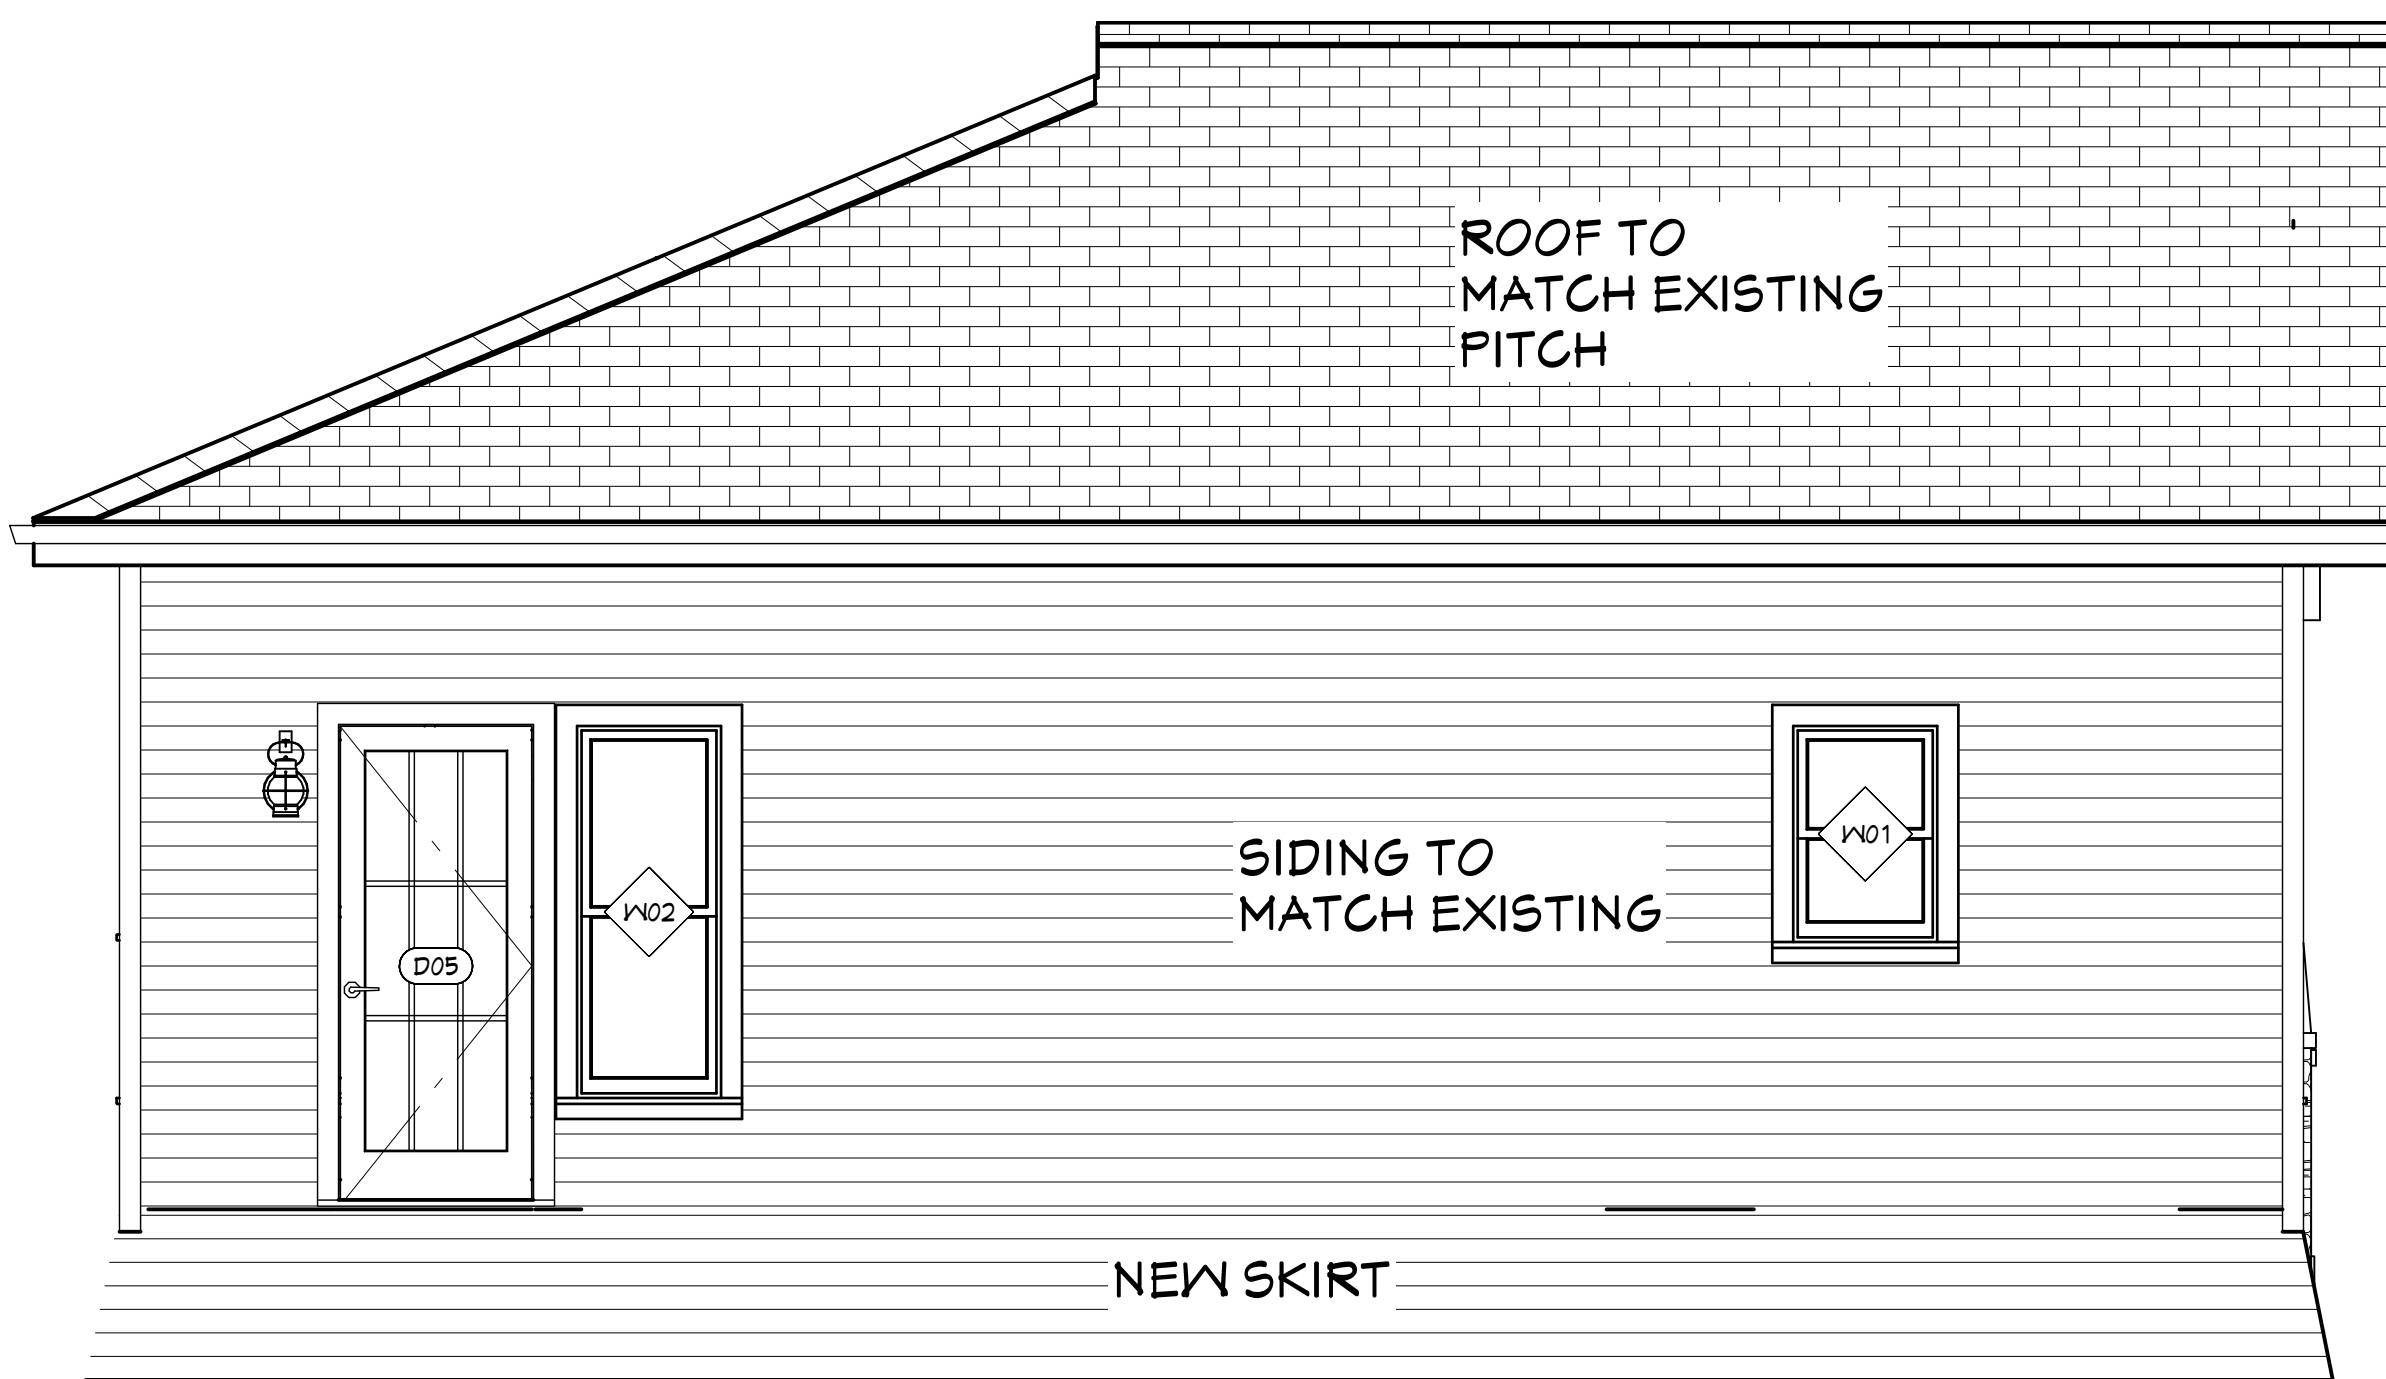 ROOF TO
MATCH EXISTING
PITCH
SIDING TO
MATCH EXISTING
W01
W02
D05
NEW SKIRT